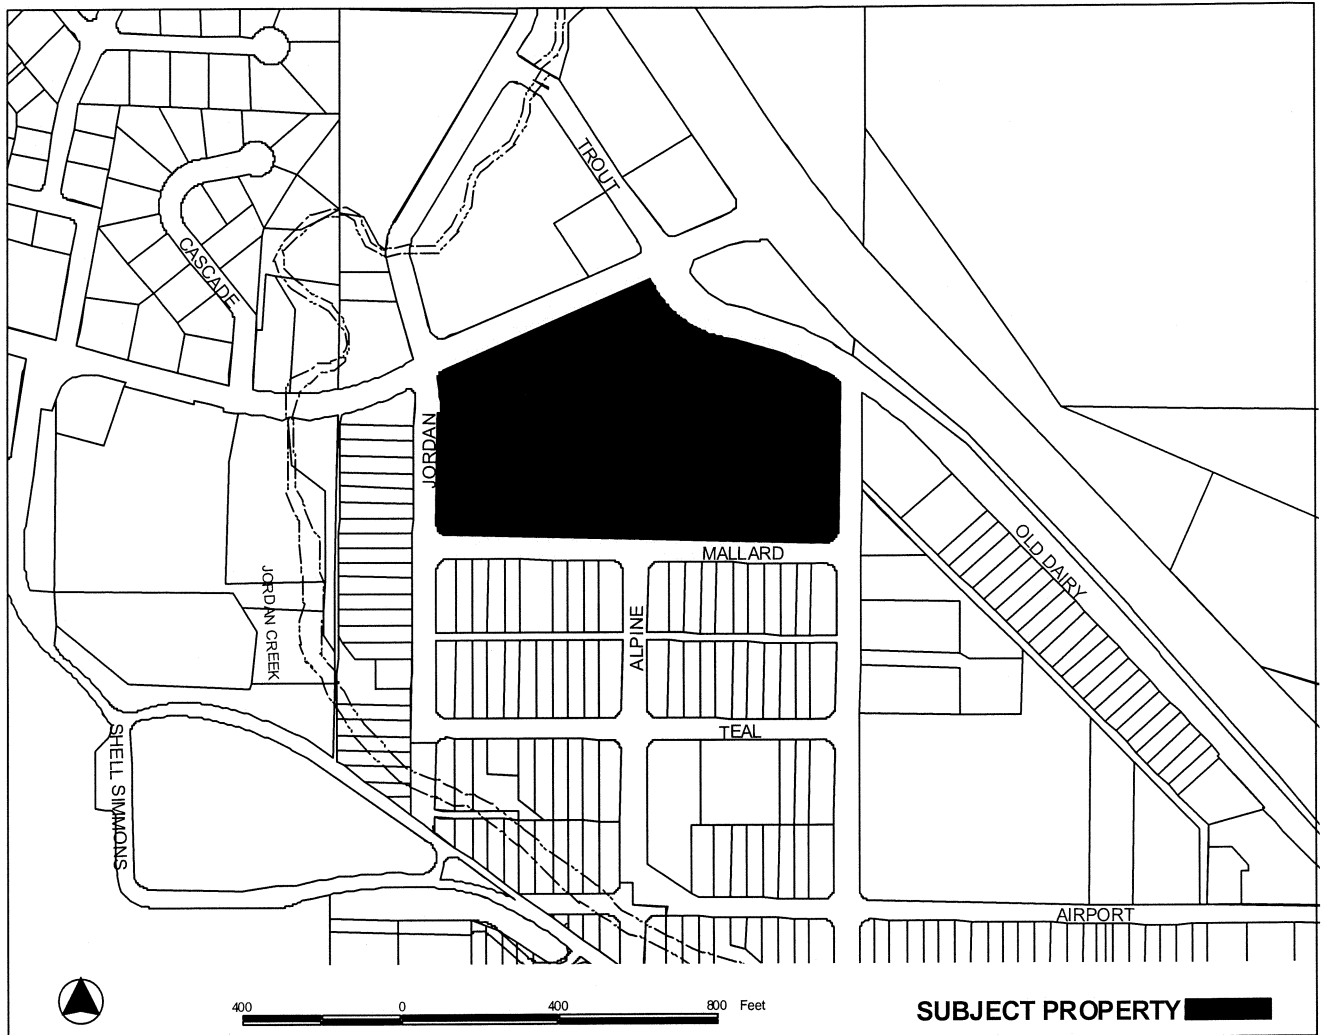 TROUT
CASCADE
JORDAN
OLD DAIRY
MALLARD
JORDAN CREEK
ALPINE
TEAL
SHELL SIMMONS
AIRPORT
400 0 400 800 Feet
SUBJECT PROPERTY